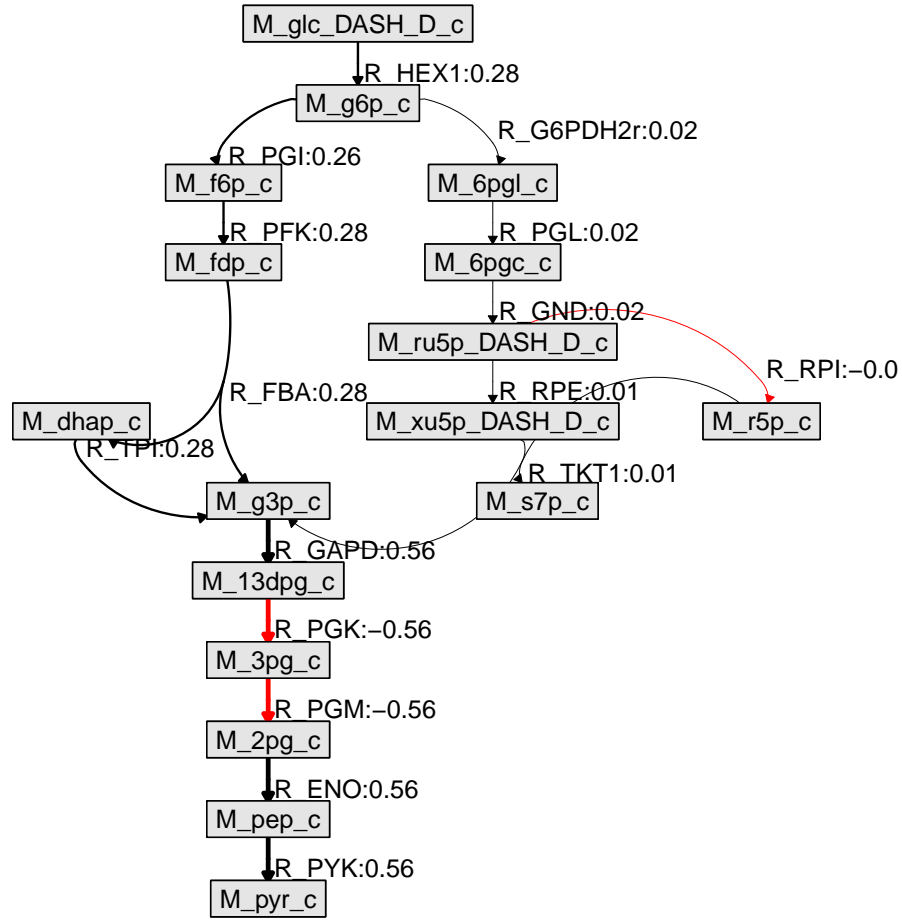 M_glc_DASH_D_c
R_HEX1:0.28
M_g6p_c
R_G6PDH2r:0.02
R_PGI:0.26
M_f6p_c
M_6pgl_c
R_PFK:0.28
R_PGL:0.02
M_fdp_c
M_6pgc_c
R_GND:0.02
M_ru5p_DASH_D_c
R_RPI:−0.0
R_FBA:0.28
R_RPE:0.01
M_dhap_c
M_xu5p_DASH_D_c
M_r5p_c
R_TPI:0.28
R_TKT1:0.01
M_g3p_c
M_s7p_c
R_GAPD:0.56
M_13dpg_c
R_PGK:−0.56
M_3pg_c
R_PGM:−0.56
M_2pg_c
R_ENO:0.56
M_pep_c
R_PYK:0.56
M_pyr_c